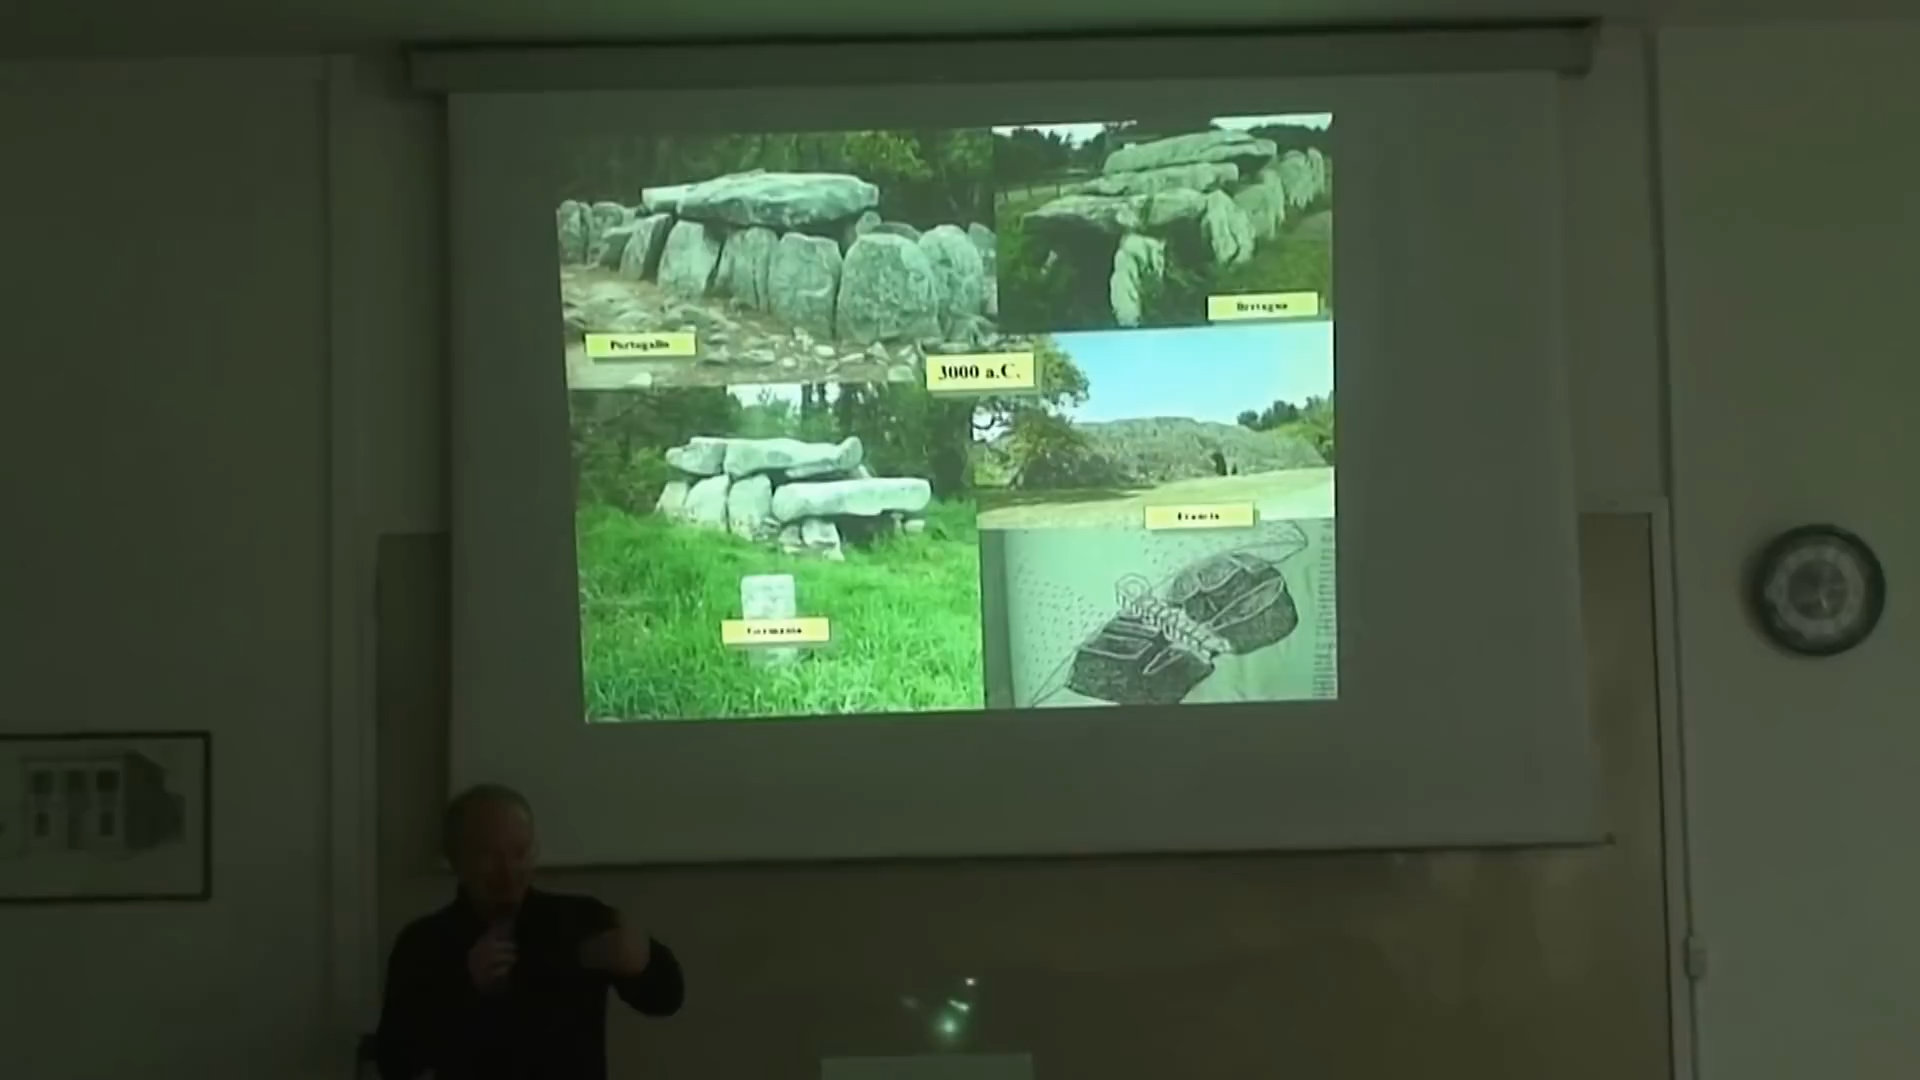 Bretagna
Portogallo
3000 a.C.
Francia
Germania